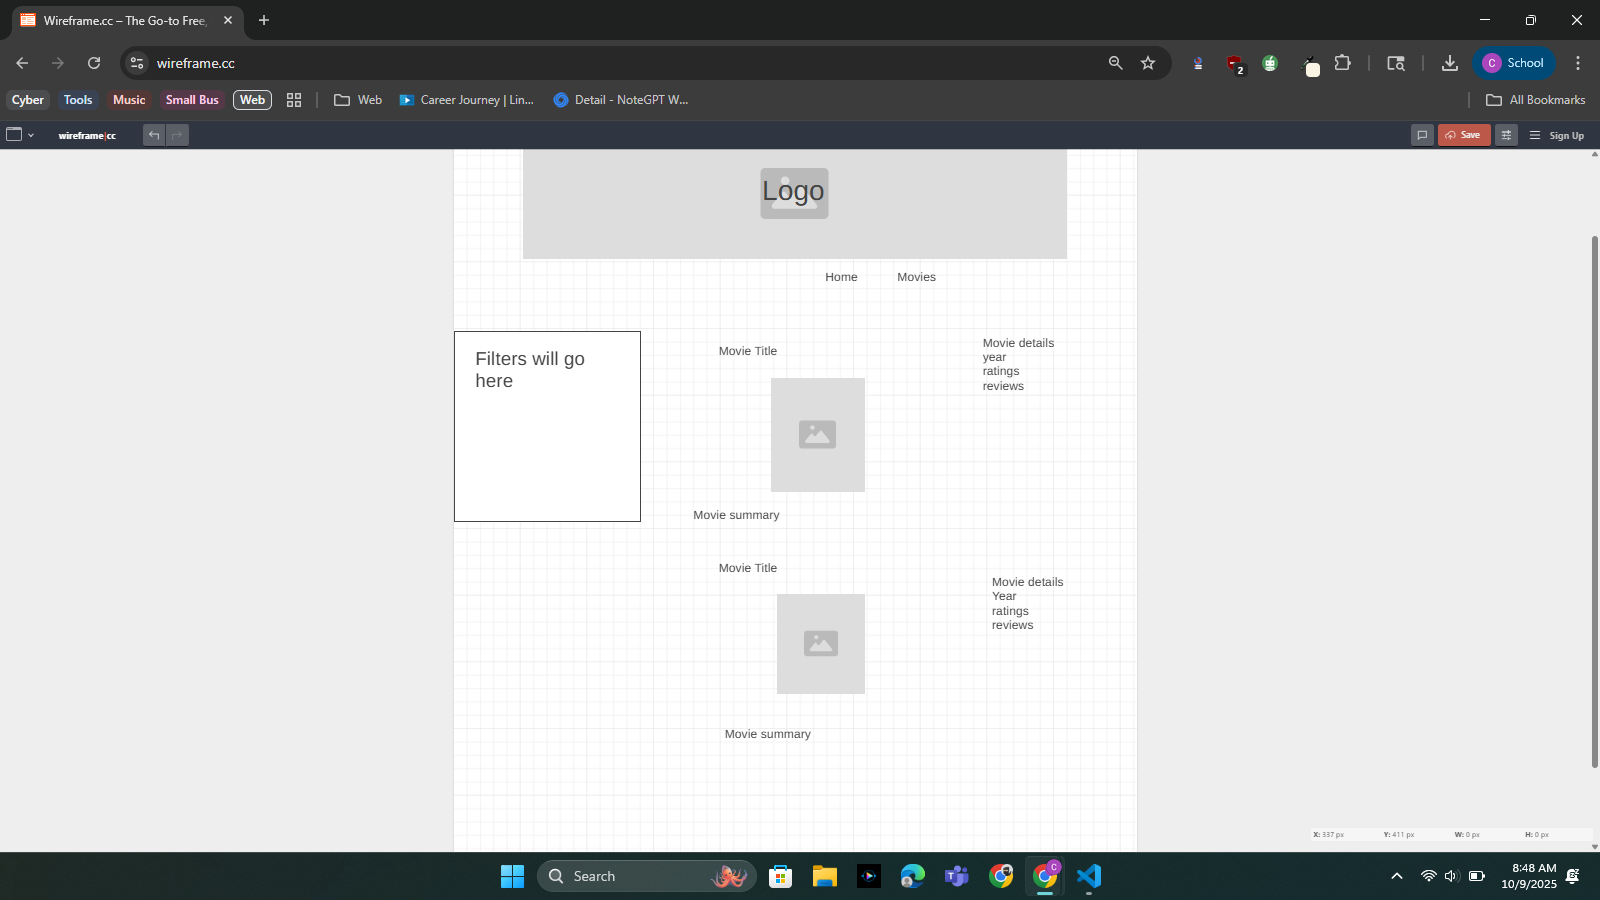 Wireframe.cc – The Go-to Free,
wireframe.cc
2
C School
Cyber Tools Music Small Bus Web Web Career Journey | Lin... Detail - NoteGPT W... All Bookmarks
wireframe|cc Save Sign Up
Logo
Home Movies
Filters will go
here
Movie Title
Movie details
year
ratings
reviews
Movie summary
Movie Title
Movie details
Year
ratings
reviews
Movie summary
X: 337 px Y: 411 px W: 0 px H: 0 px
Search
C
8:48 AM
10/9/2025